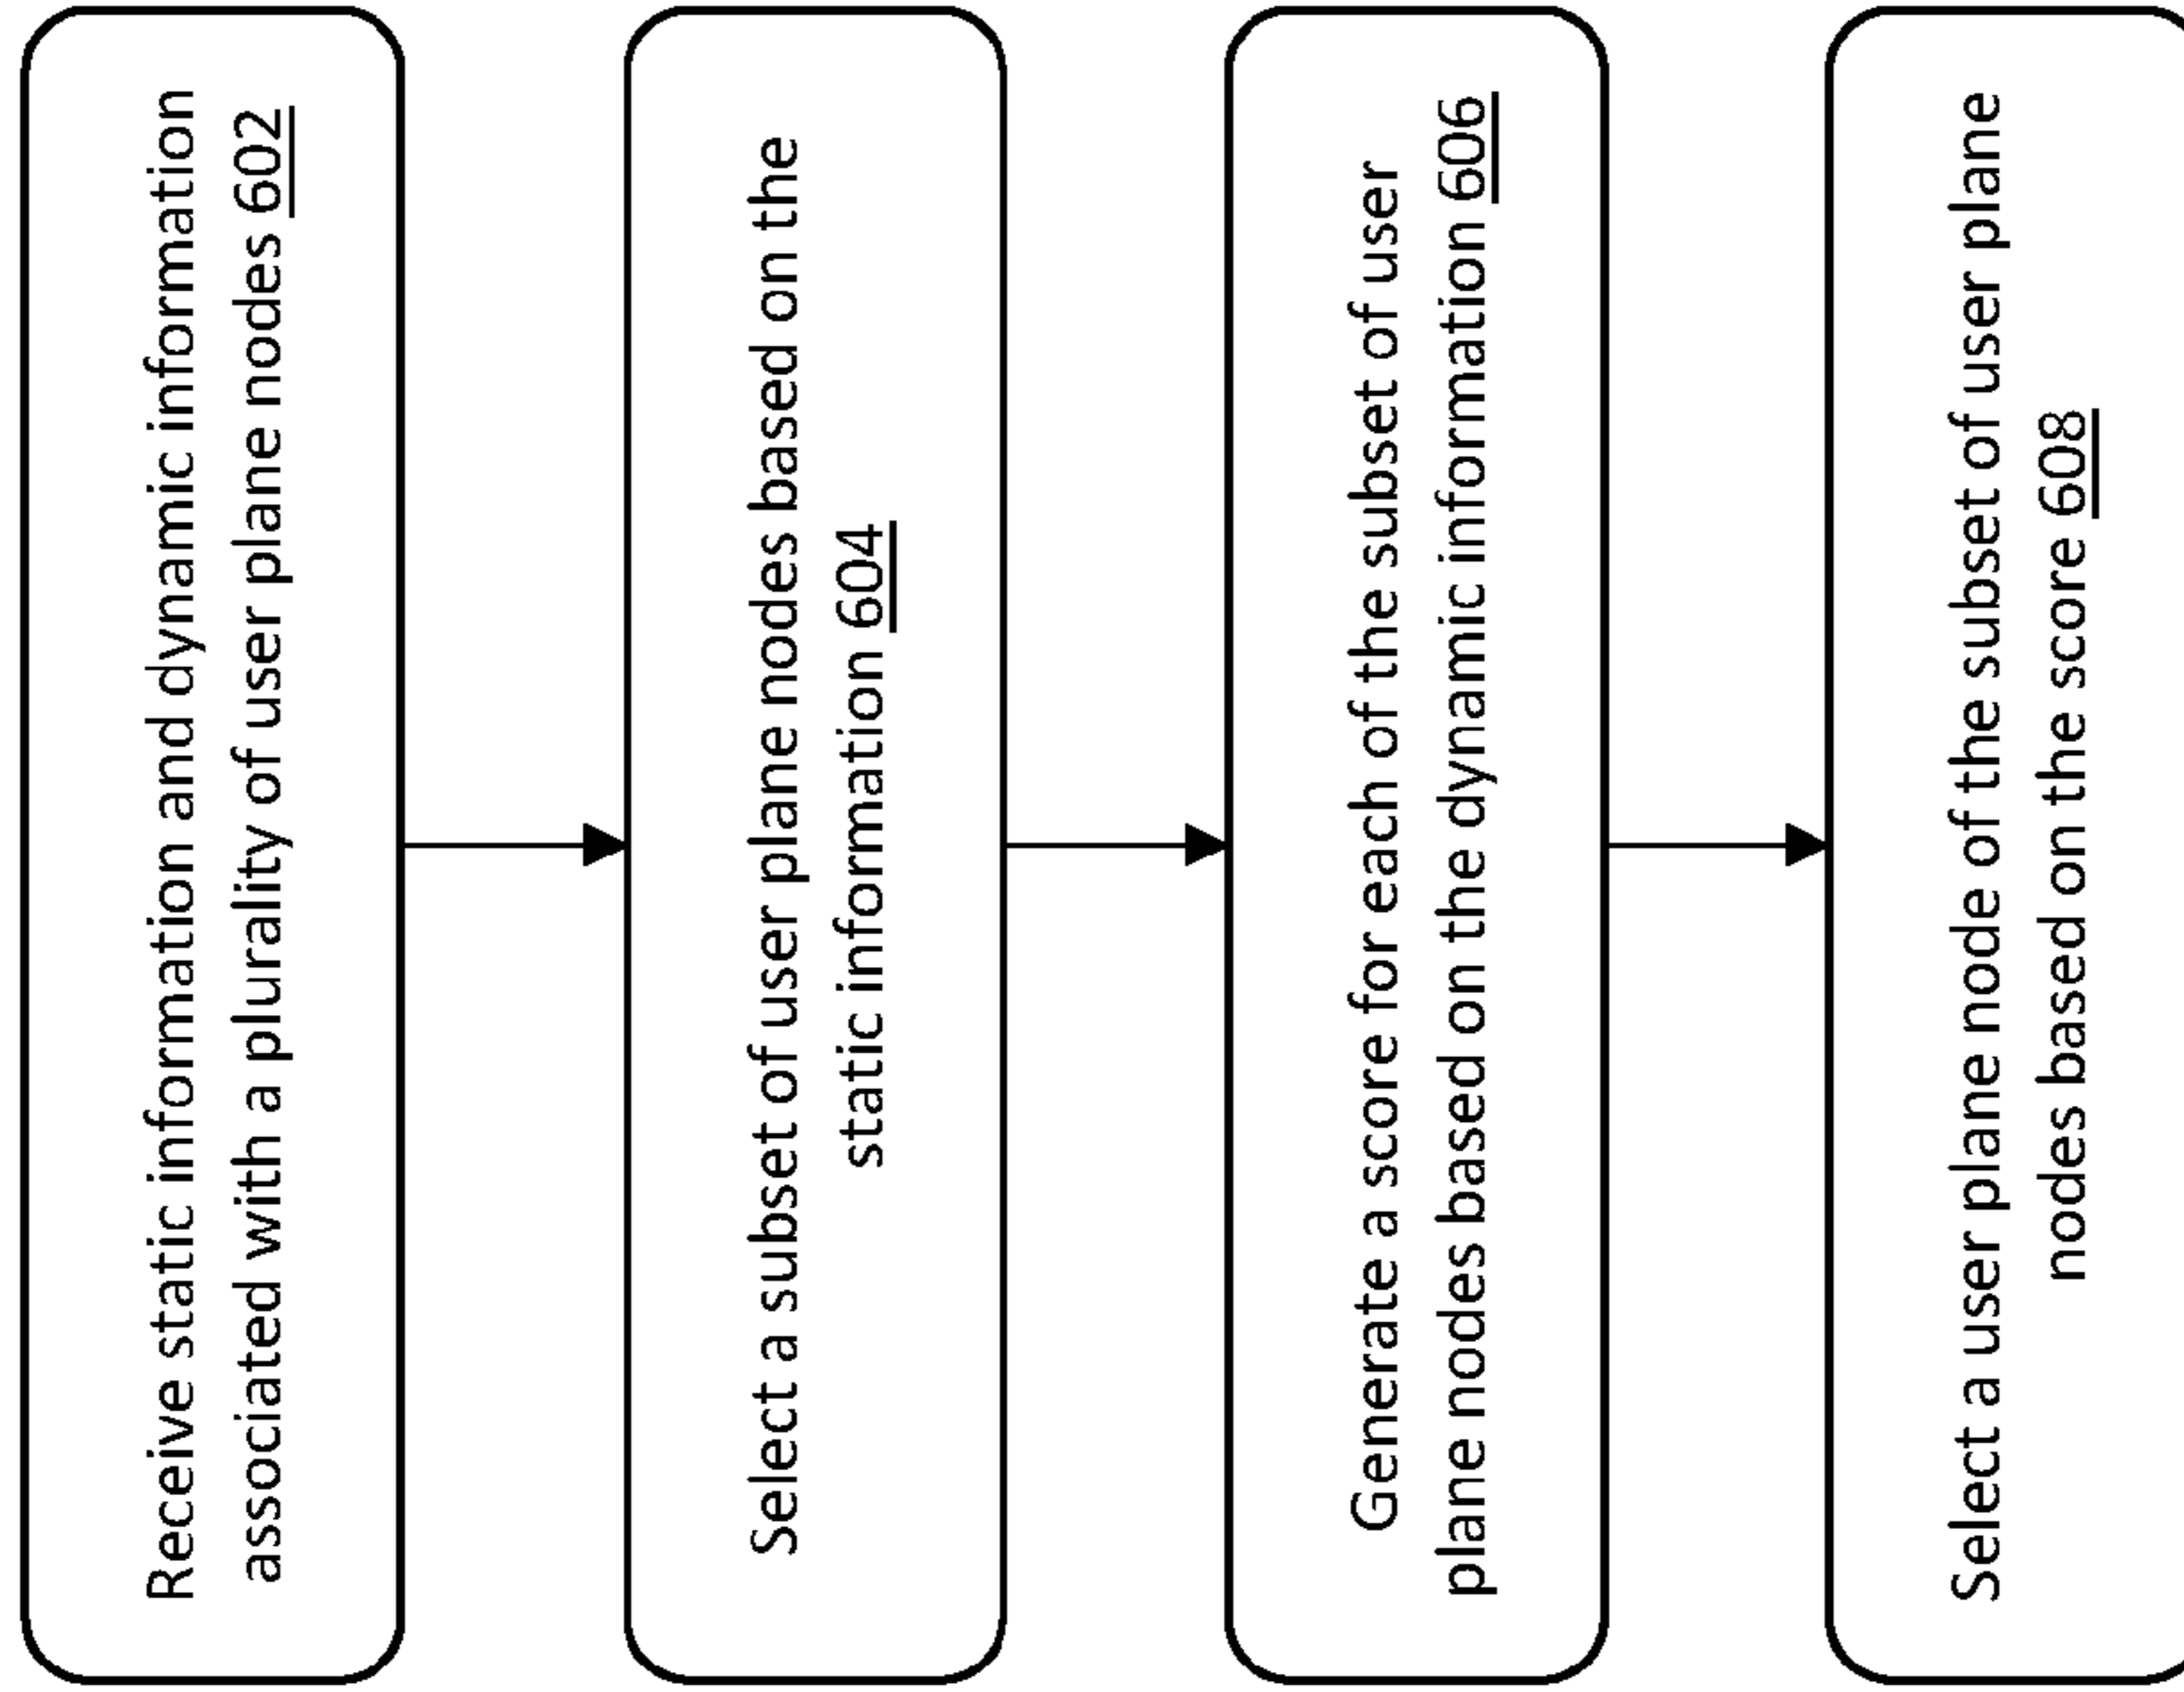 Receive static information and dynamic information
associated with a plurality of user plane nodes 602
Select a subset of user plane nodes based on the
static information 604
Generate a score for each of the subset of user
plane nodes based on the dynamic information 606
Select a user plane node of the subset of user plane
nodes based on the score 608